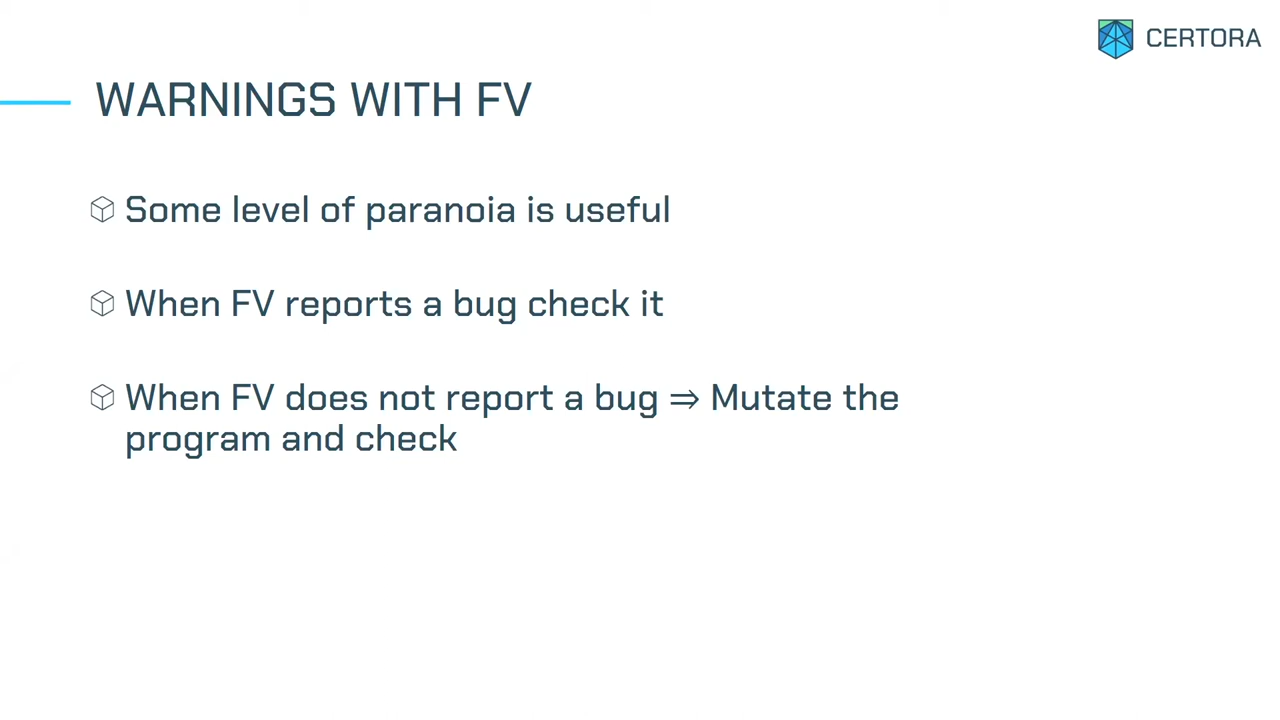 CERTORA
WARNINGS WITH FV
Some level of paranoia is useful
When FV reports a bug check it
When FV does not report a bug ⇒ Mutate the
program and check